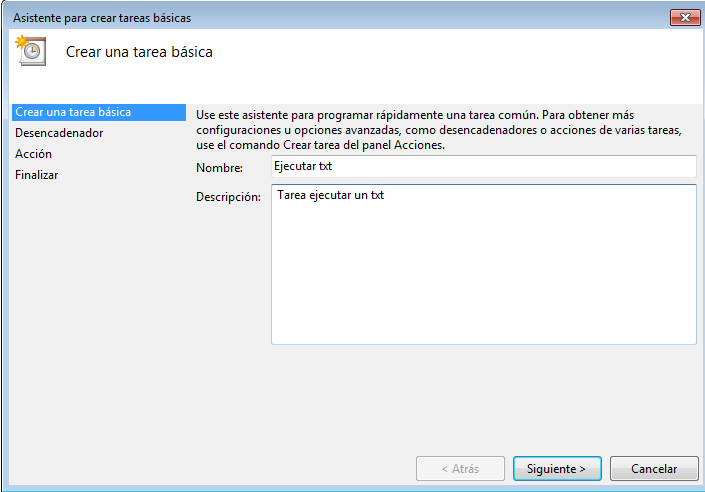 Asistente para crear tareas básicas
Crear una tarea básica
Crear una tarea básica
Desencadenador
Acción
Finalizar
Use este asistente para programar rápidamente una tarea común. Para obtener más
configuraciones u opciones avanzadas, como desencadenadores o acciones de varias tareas,
use el comando Crear tarea del panel Acciones.
Nombre: Ejecutar txt
Descripción: Tarea ejecutar un txt
< Atrás Siguiente > Cancelar